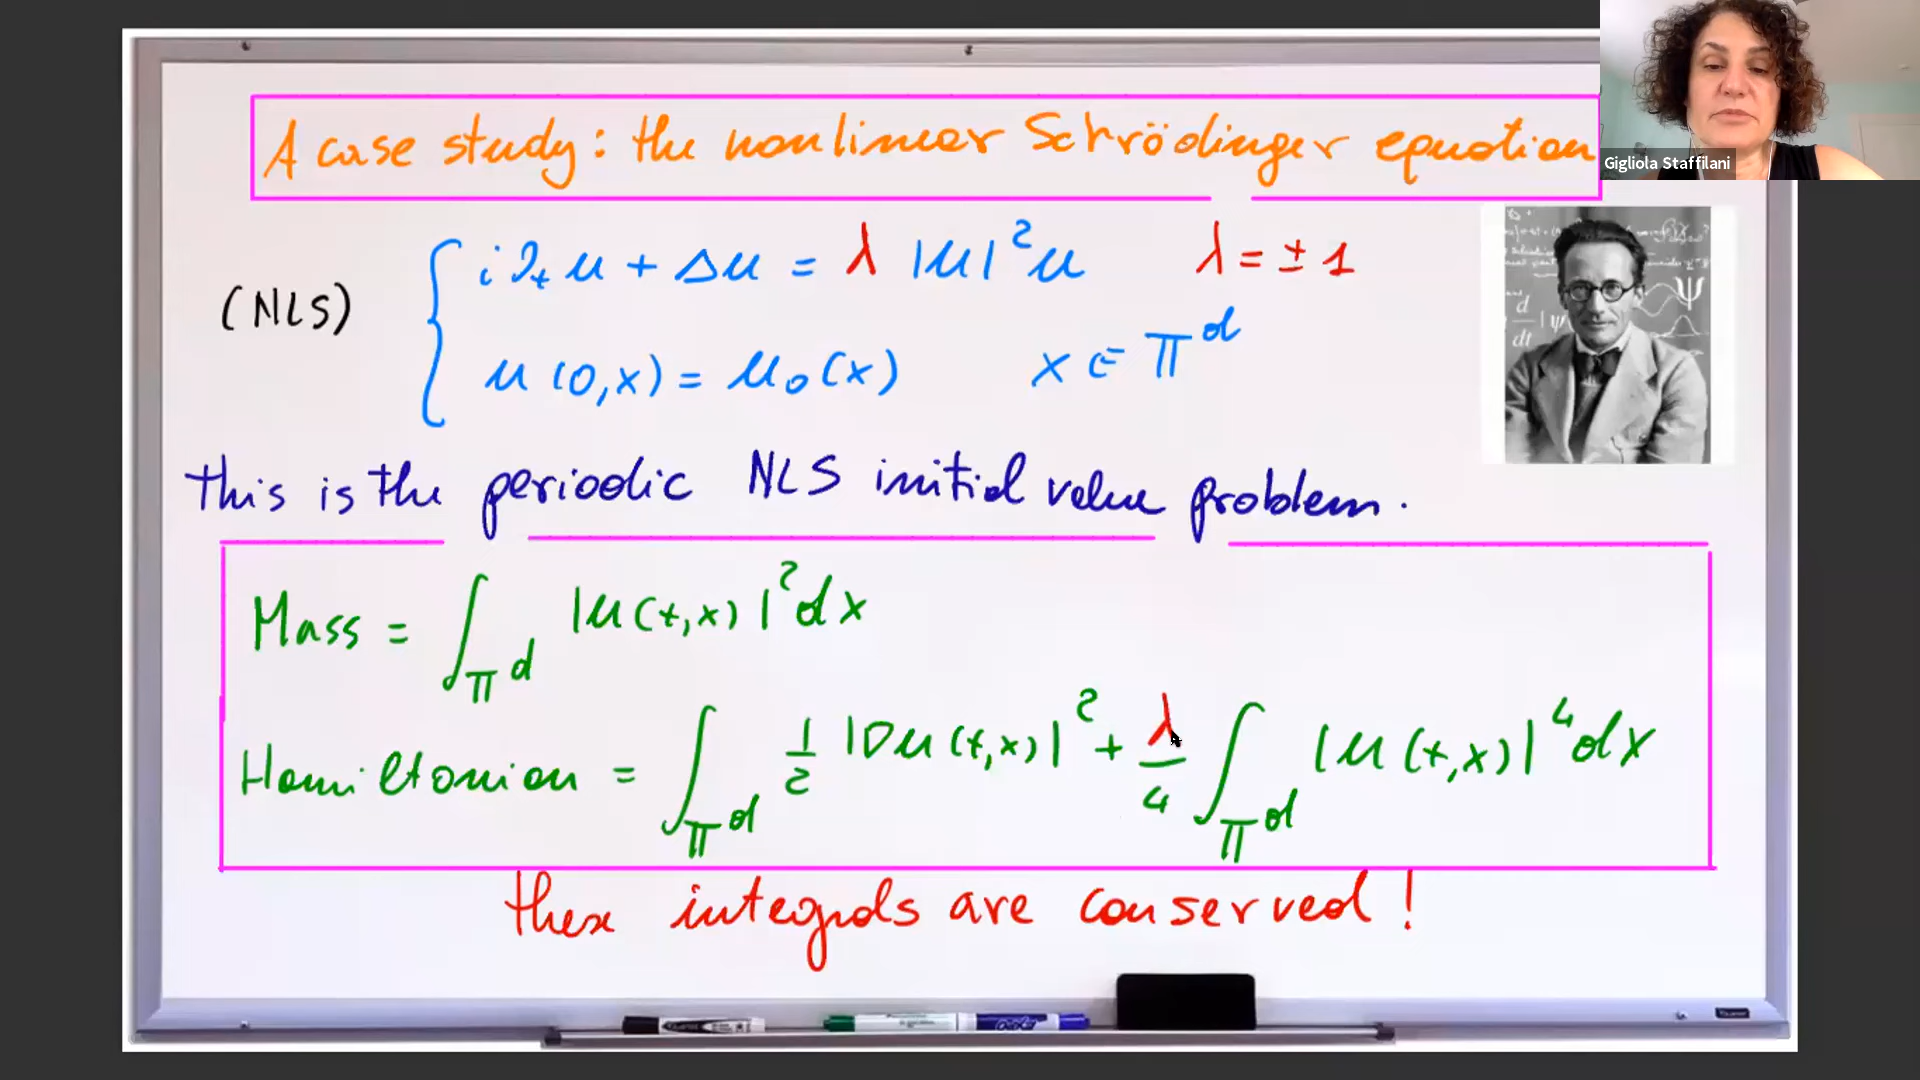 A case study: the nonlinear Schrödinger equation
Gigliola Staffilani
(NLS) { i∂ₜu + Δu = λ |u|²u λ = ± 1
u(0,x) = u₀(x) x ∈ 𝕋ᵈ
d/dt |ψ Ψ
this is the periodic NLS initial value problem.
Mass = ∫_𝕋ᵈ |u(t,x)|² dx
Hamiltonian = ∫_𝕋ᵈ 1/2 |∇u(t,x)|² + λ/4 ∫_𝕋ᵈ |u(t,x)|⁴ dx
these integrals are conserved!